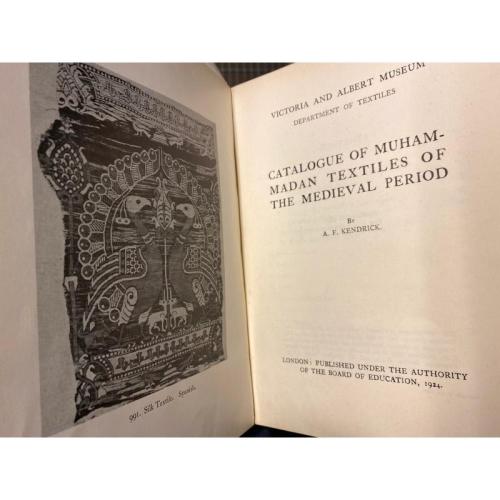 991. Silk Textile. Spanish.
VICTORIA AND ALBERT MUSEUM
DEPARTMENT OF TEXTILES
CATALOGUE OF MUHAM-
MADAN TEXTILES OF
THE MEDIEVAL PERIOD
BY
A. F. KENDRICK.
LONDON: PUBLISHED UNDER THE AUTHORITY
OF THE BOARD OF EDUCATION, 1924.